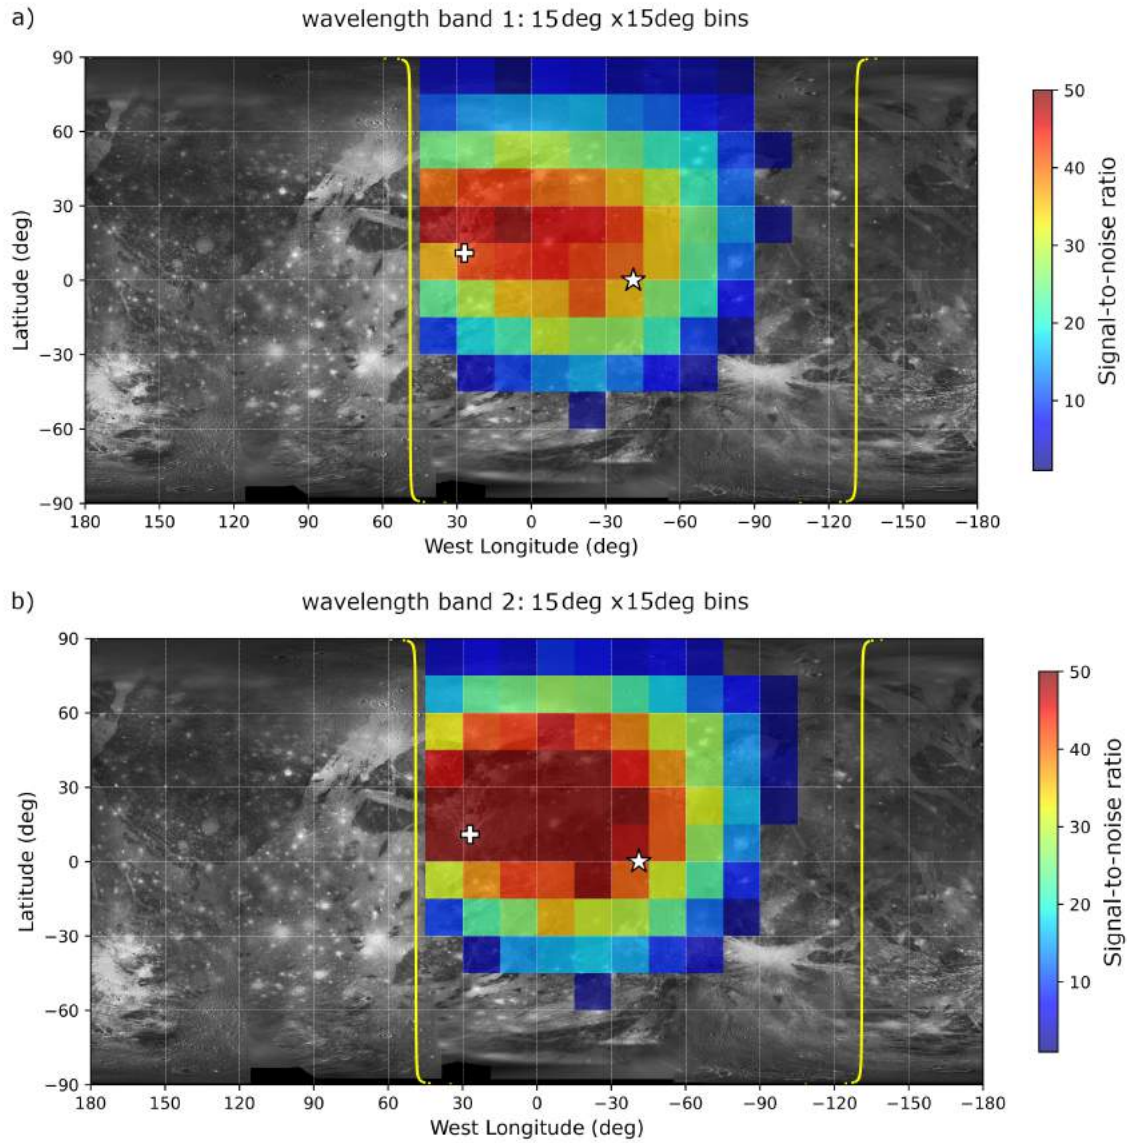 a)
wavelength band 1: 15deg x15deg bins
90
60
30
0
−30
−60
−90
Latitude (deg)
180 150 120 90 60 30 0 −30 −60 −90 −120 −150 −180
West Longitude (deg)
50
40
30
20
10
Signal-to-noise ratio
b)
wavelength band 2: 15deg x15deg bins
90
60
30
0
−30
−60
−90
Latitude (deg)
180 150 120 90 60 30 0 −30 −60 −90 −120 −150 −180
West Longitude (deg)
50
40
30
20
10
Signal-to-noise ratio